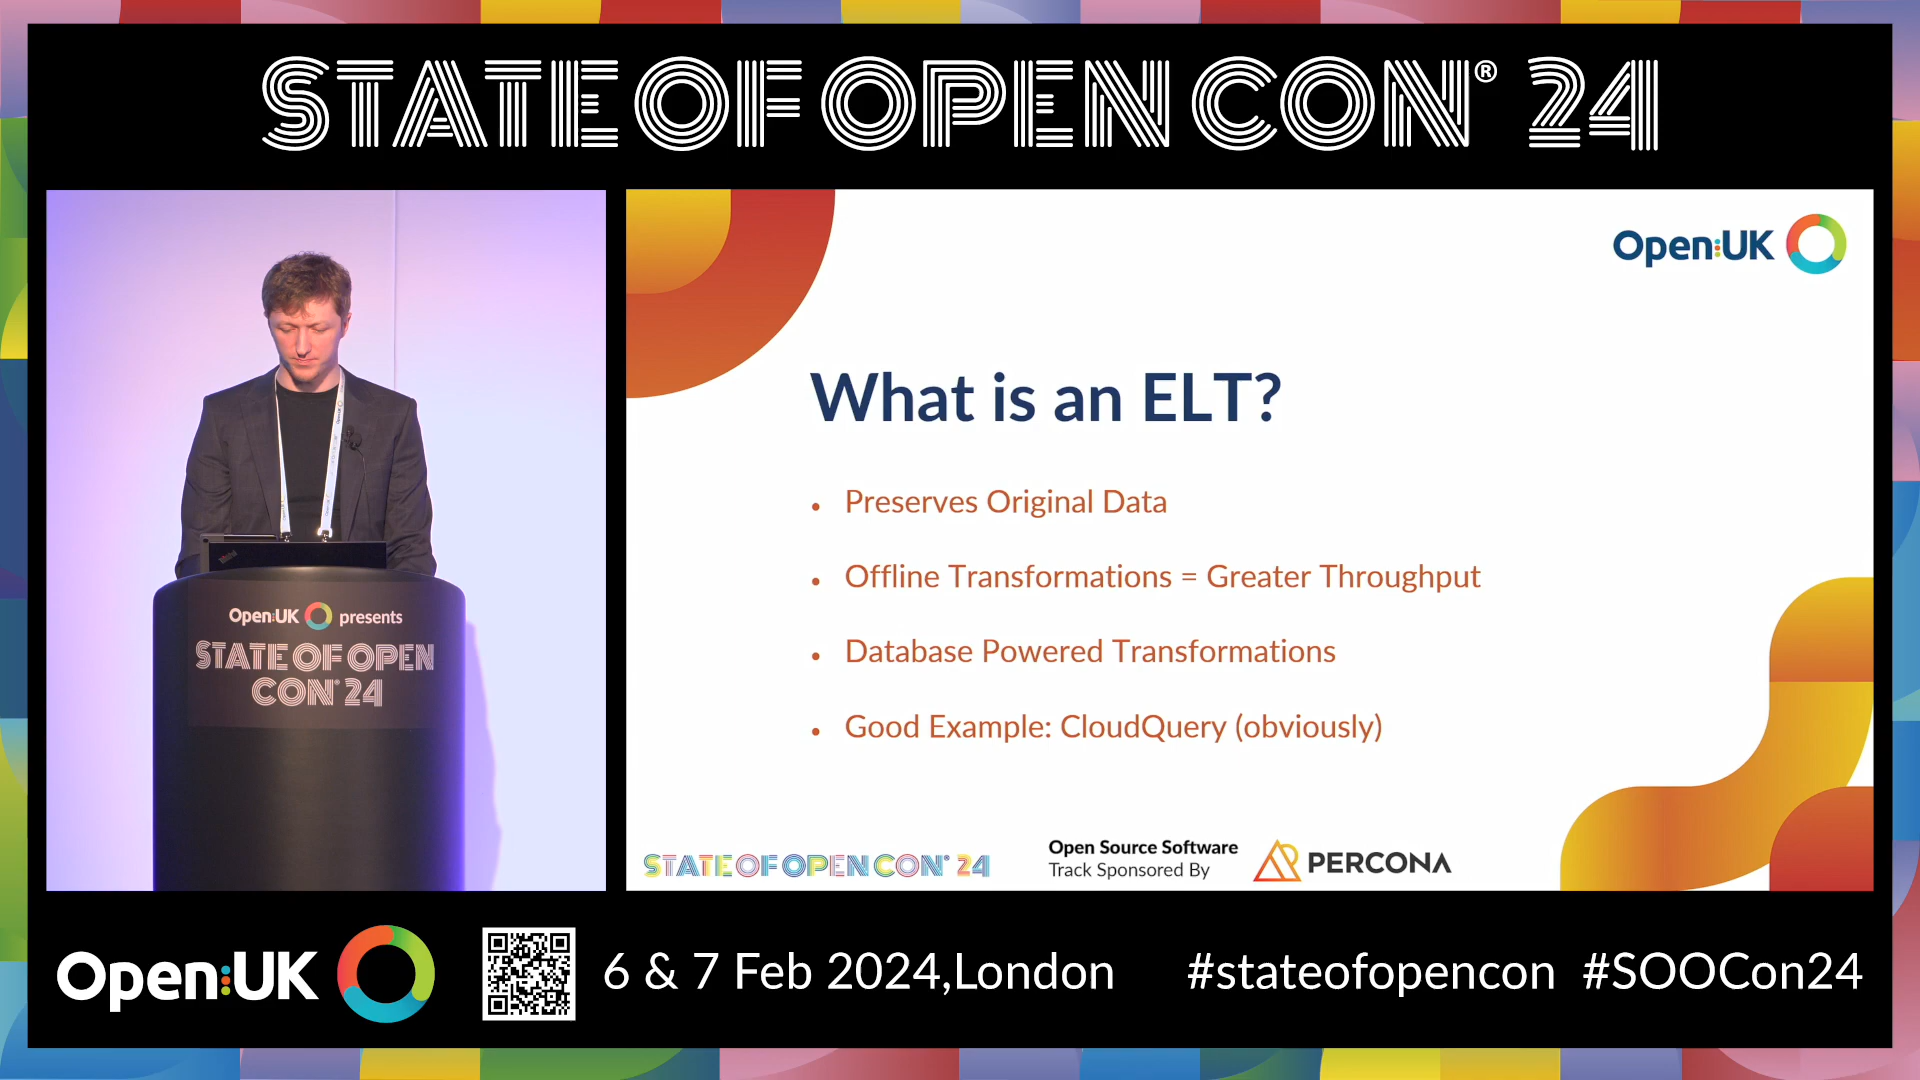 STATE OF OPEN CON® 24
Open:UK
What is an ELT?
• Preserves Original Data
• Offline Transformations = Greater Throughput
• Database Powered Transformations
• Good Example: CloudQuery (obviously)
STATE OF OPEN CON® 24
Open Source Software
Track Sponsored By
PERCONA
Open:UK presents
STATE OF OPEN
CON® 24
Open:UK
6 & 7 Feb 2024,London
#stateofopencon #SOOCon24